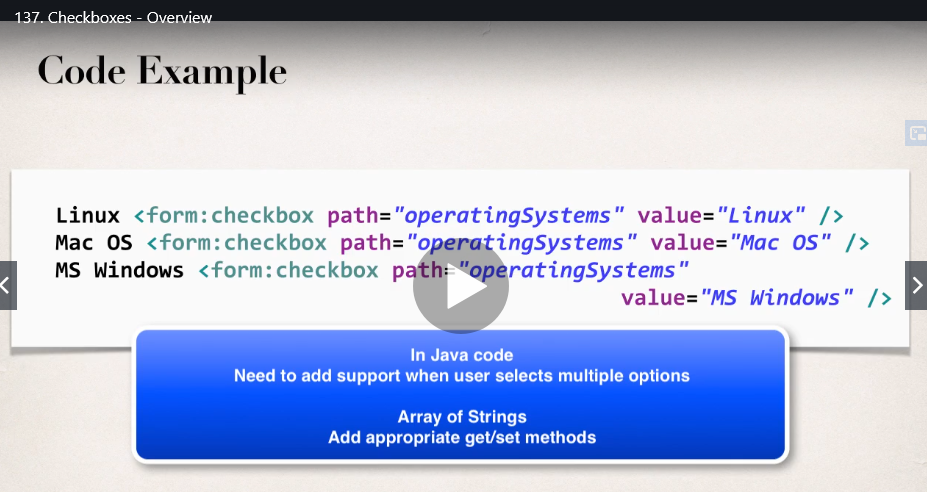 137. Checkboxes - Overview
Code Example
Linux <form:checkbox path="operatingSystems" value="Linux" />
Mac OS <form:checkbox path="operatingSystems" value="Mac OS" />
MS Windows <form:checkbox path="operatingSystems"
value="MS Windows" />
In Java code
Need to add support when user selects multiple options
Array of Strings
Add appropriate get/set methods